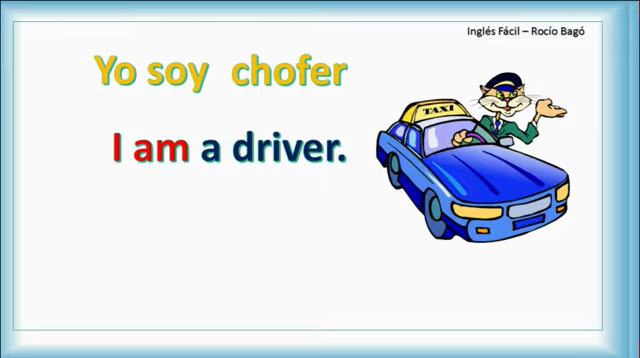 Inglés Fácil – Rocío Bagó
Yo soy chofer
I am a driver.
TAXI